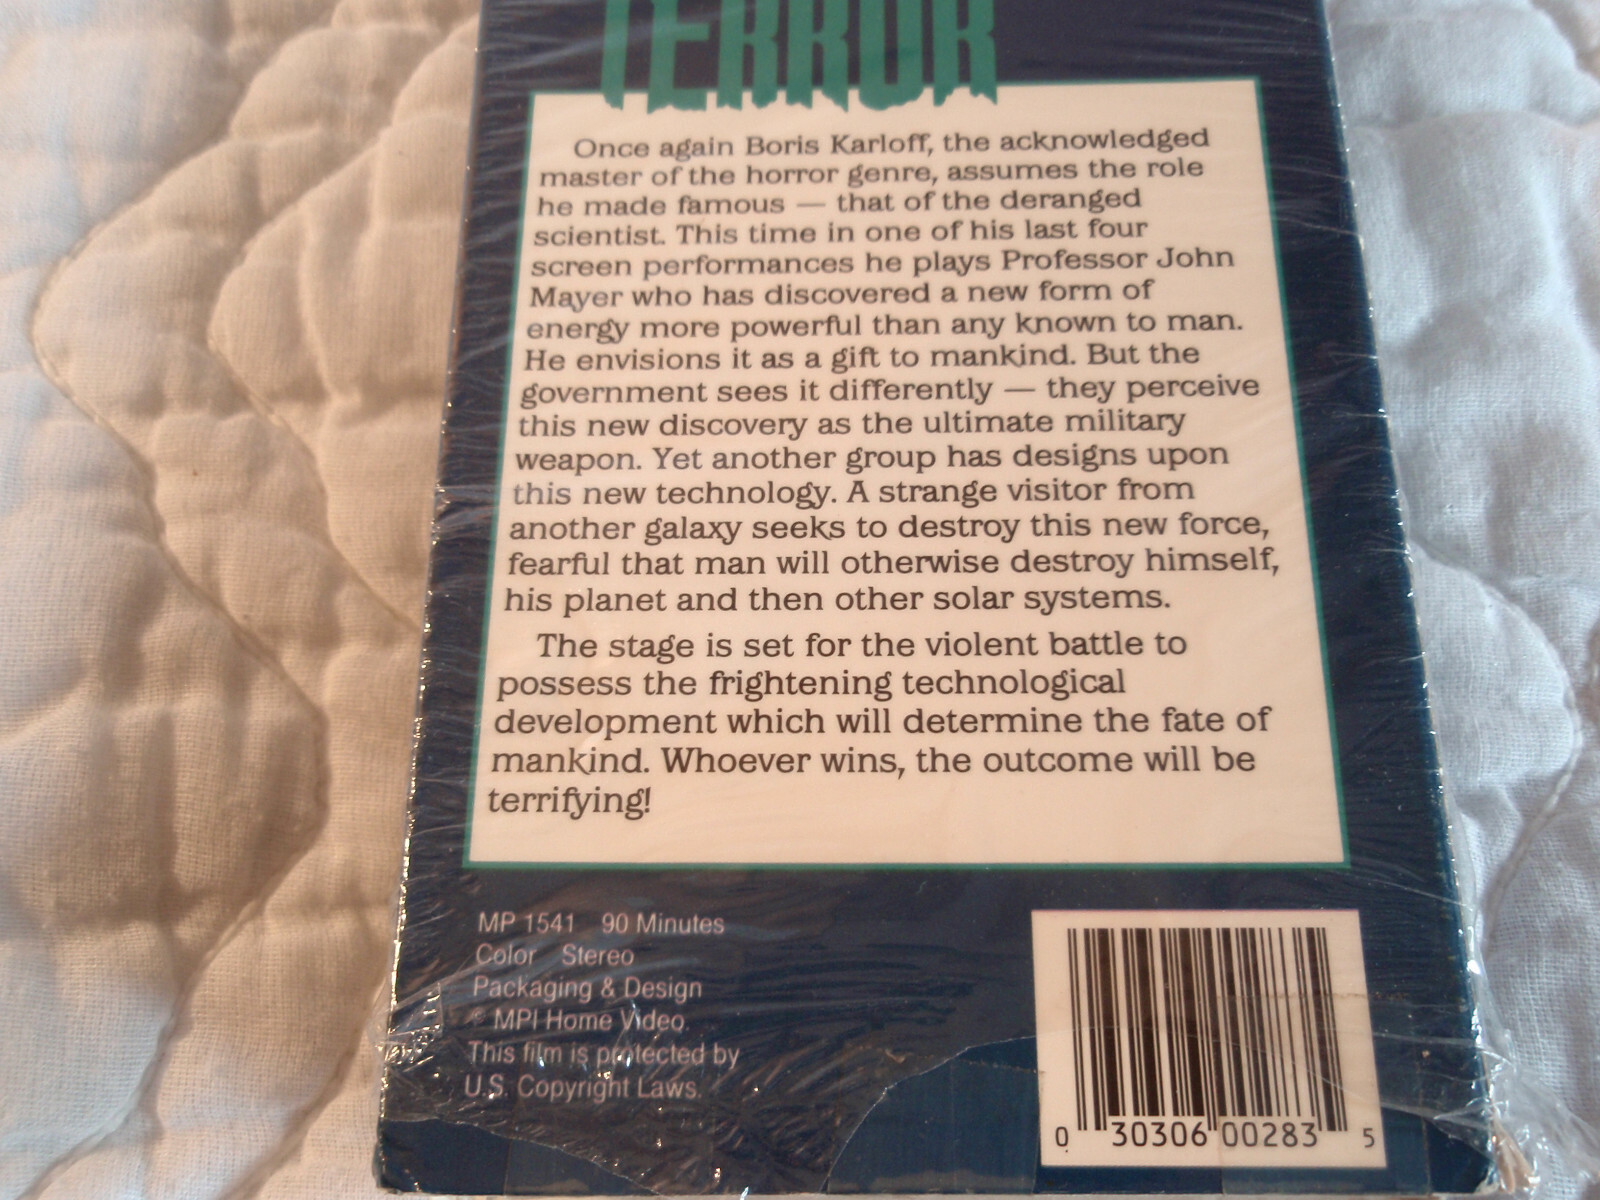 TERROR
Once again Boris Karloff, the acknowledged
master of the horror genre, assumes the role
he made famous — that of the deranged
scientist. This time in one of his last four
screen performances he plays Professor John
Mayer who has discovered a new form of
energy more powerful than any known to man.
He envisions it as a gift to mankind. But the
government sees it differently — they perceive
this new discovery as the ultimate military
weapon. Yet another group has designs upon
this new technology. A strange visitor from
another galaxy seeks to destroy this new force,
fearful that man will otherwise destroy himself,
his planet and then other solar systems.
The stage is set for the violent battle to
possess the frightening technological
development which will determine the fate of
mankind. Whoever wins, the outcome will be
terrifying!
MP 1541 90 Minutes
Color Stereo
Packaging & Design
© MPI Home Video.
This film is protected by
U.S. Copyright Laws.
0 30306 00283 5